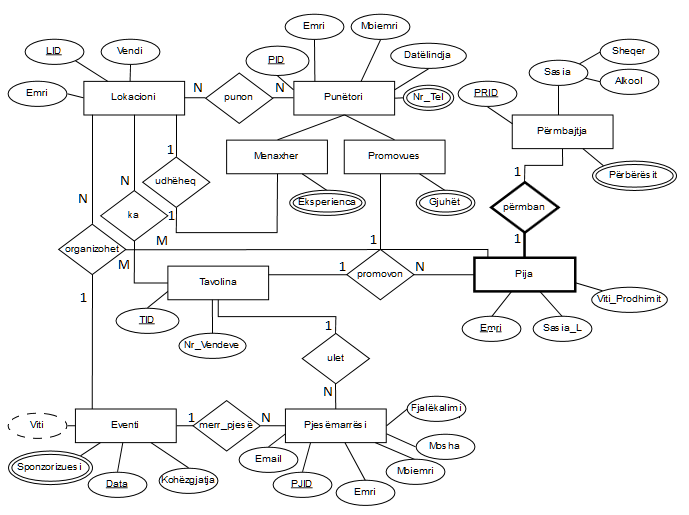 Emri
Mbiemri
LID
Vendi
Sheqer
PID
Datëlindja
Sasia
Alkool
Emri
Lokacioni
N
punon
N
Punëtori
Nr_Tel
PRID
Përmbajtja
1
Menaxher
Promovues
1
Përbërësit
udhëheq
N
N
Eksperienca
Gjuhët
përmban
ka
1
organizohet
M
1
1
M
1
promovon
N
Pija
Tavolina
1
Viti_Prodhimit
TID
Nr_Vendeve
1
Emri
Sasia_L
ulet
N
Fjalëkalimi
Viti
Eventi
1
merr_pjesë
N
Pjesëmarrësi
Mosha
Sponzorizuesi
Email
Mbiemri
Data
Kohëzgjatja
PJID
Emri